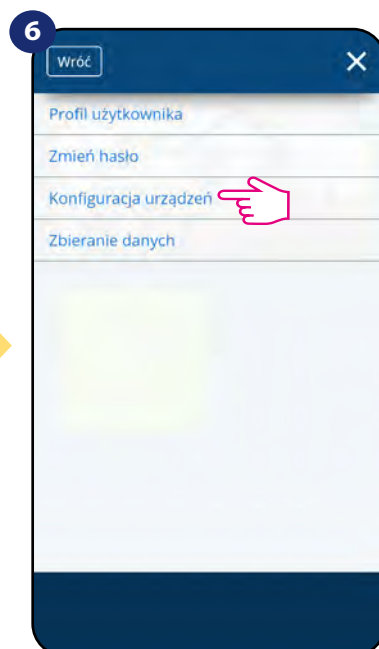 6
Wróć
Profil użytkownika
Zmień hasło
Konfiguracja urządzeń
Zbieranie danych